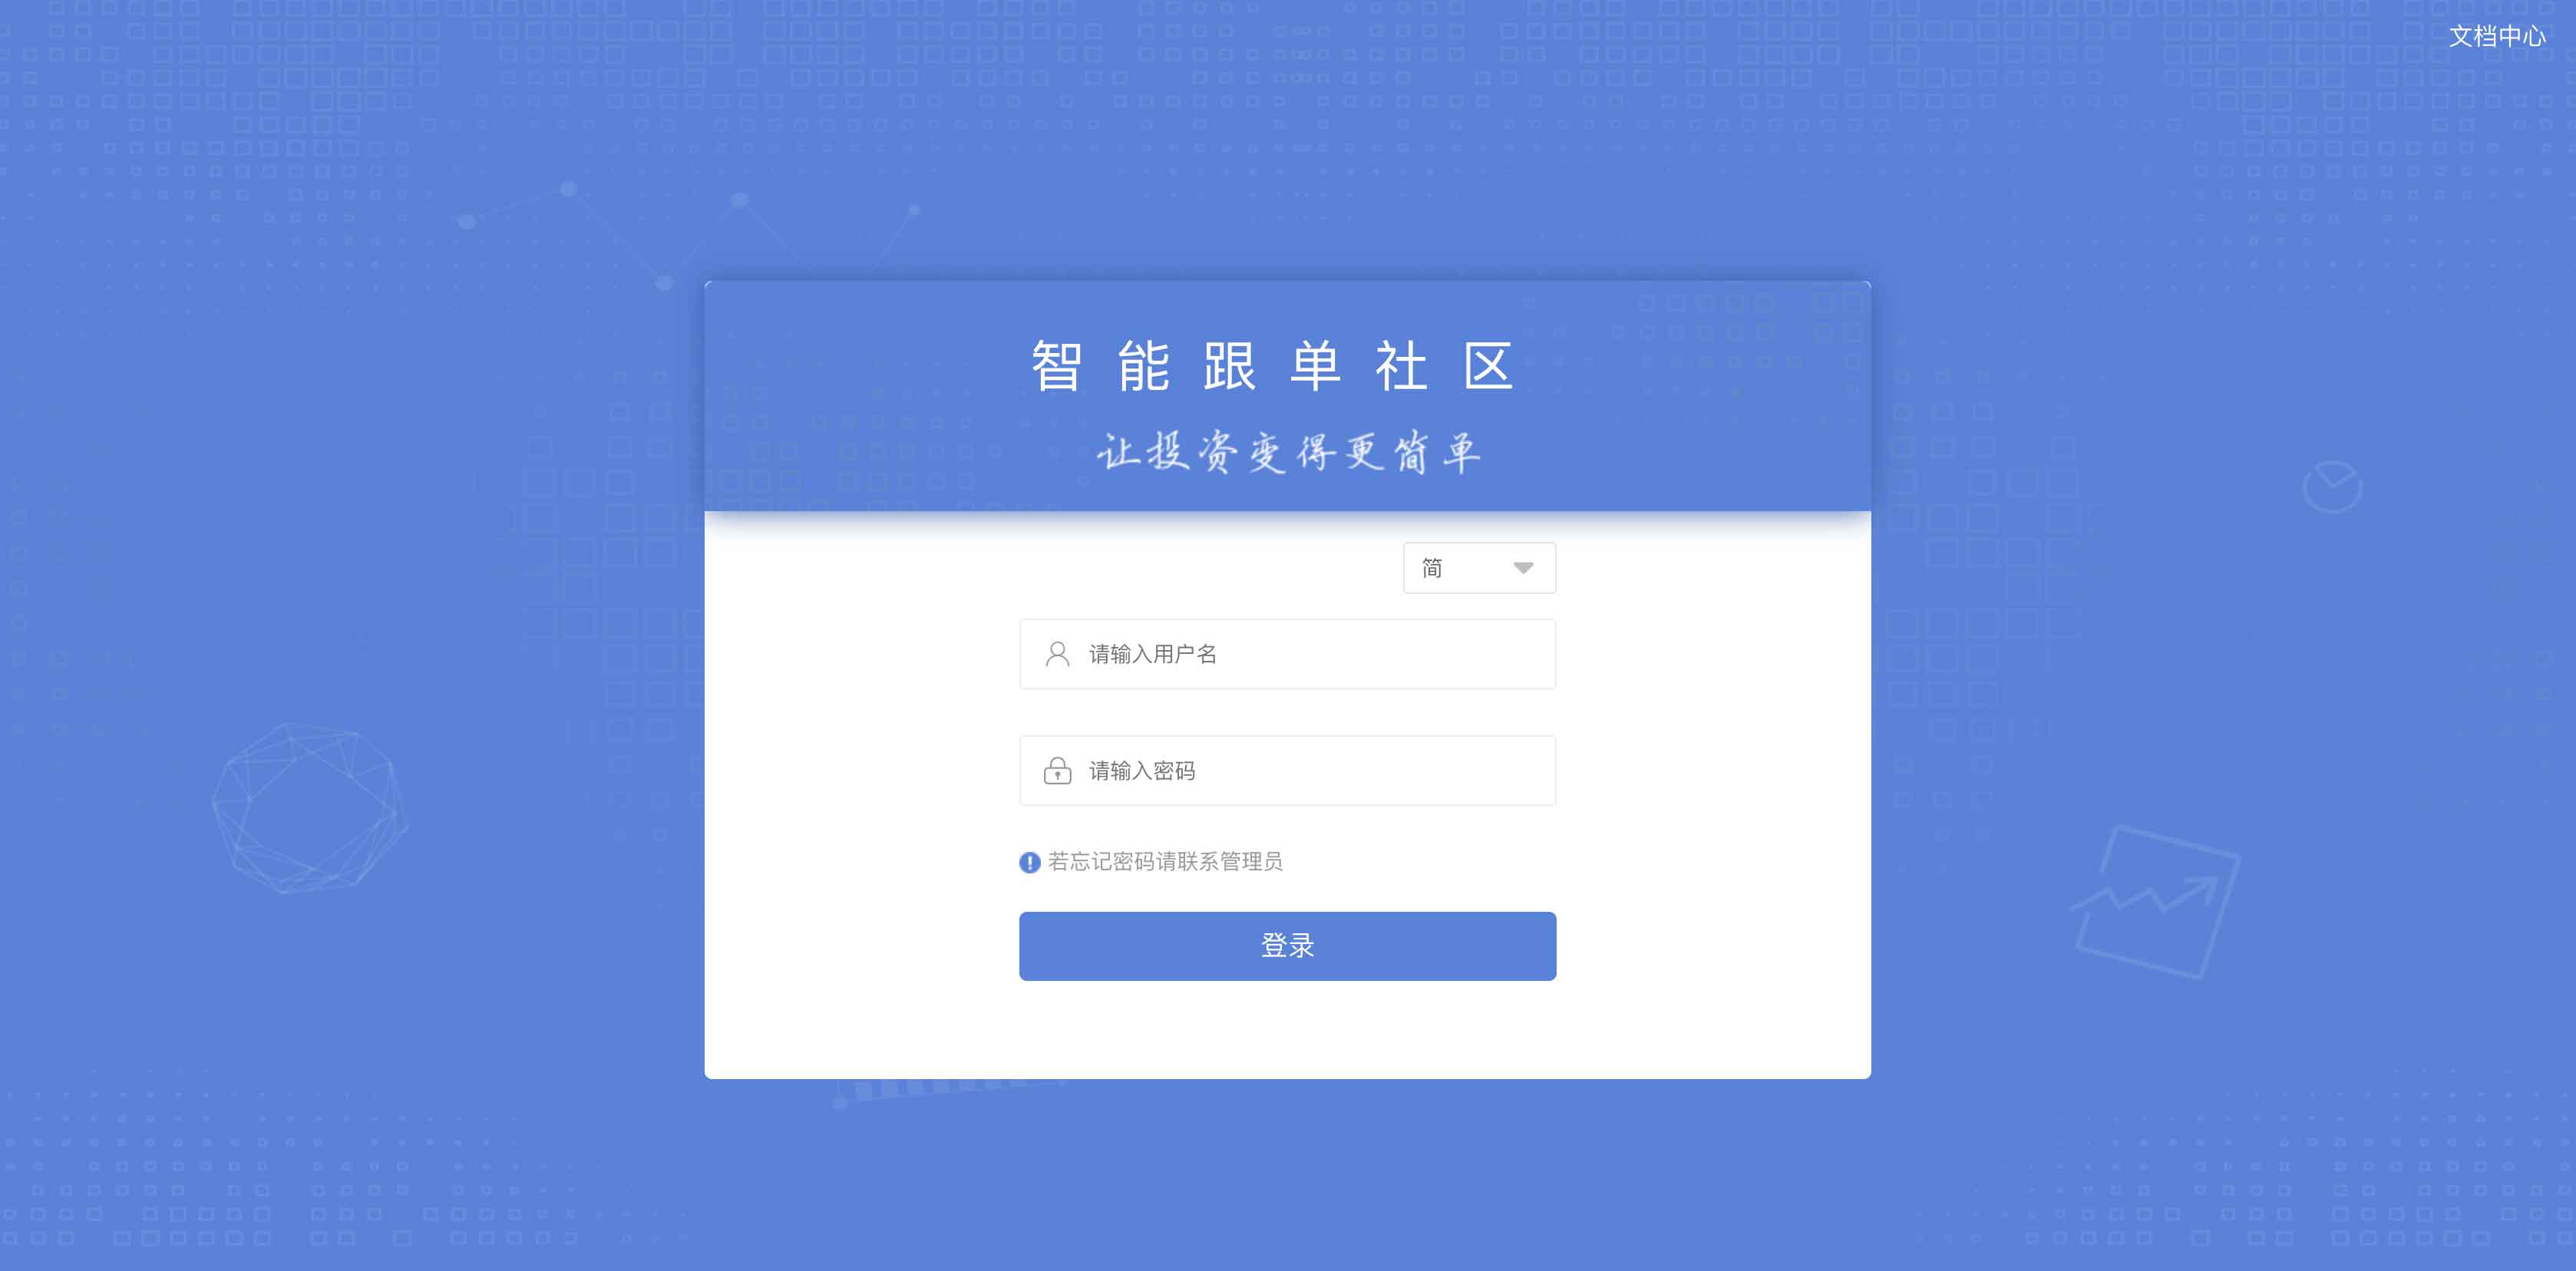 文档中心
智能跟单社区
让投资变得更简单
简
请输入用户名
请输入密码
若忘记密码请联系管理员
登录